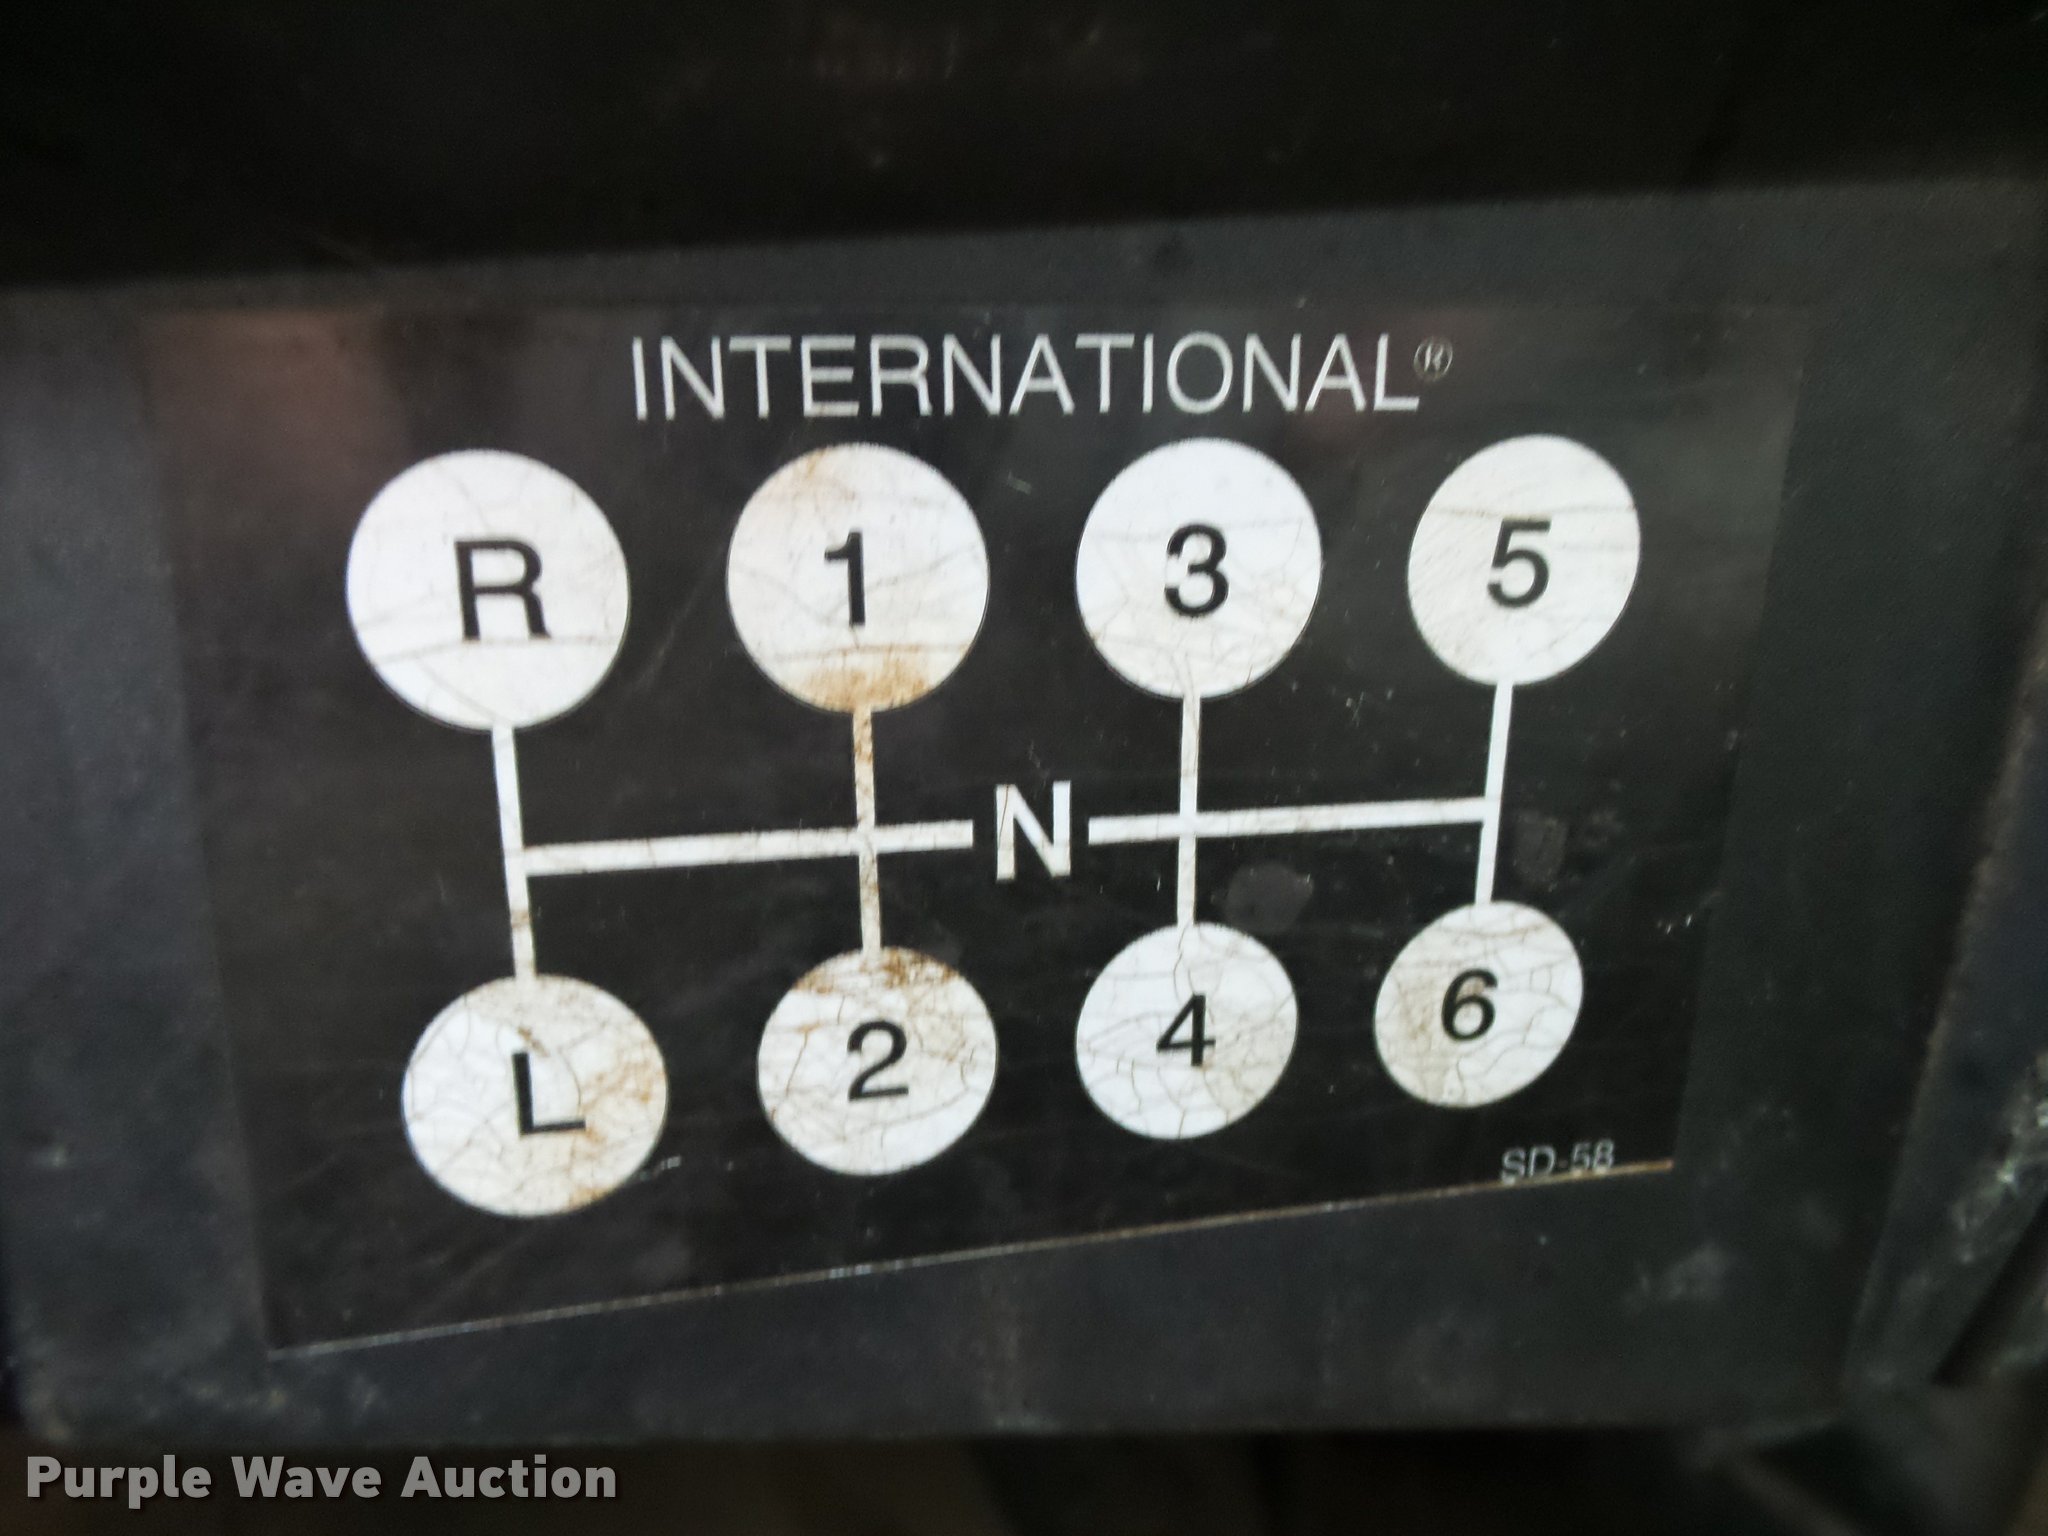 INTERNATIONAL®
R 1 3 5
N
L 2 4 6
SD-58
Purple Wave Auction